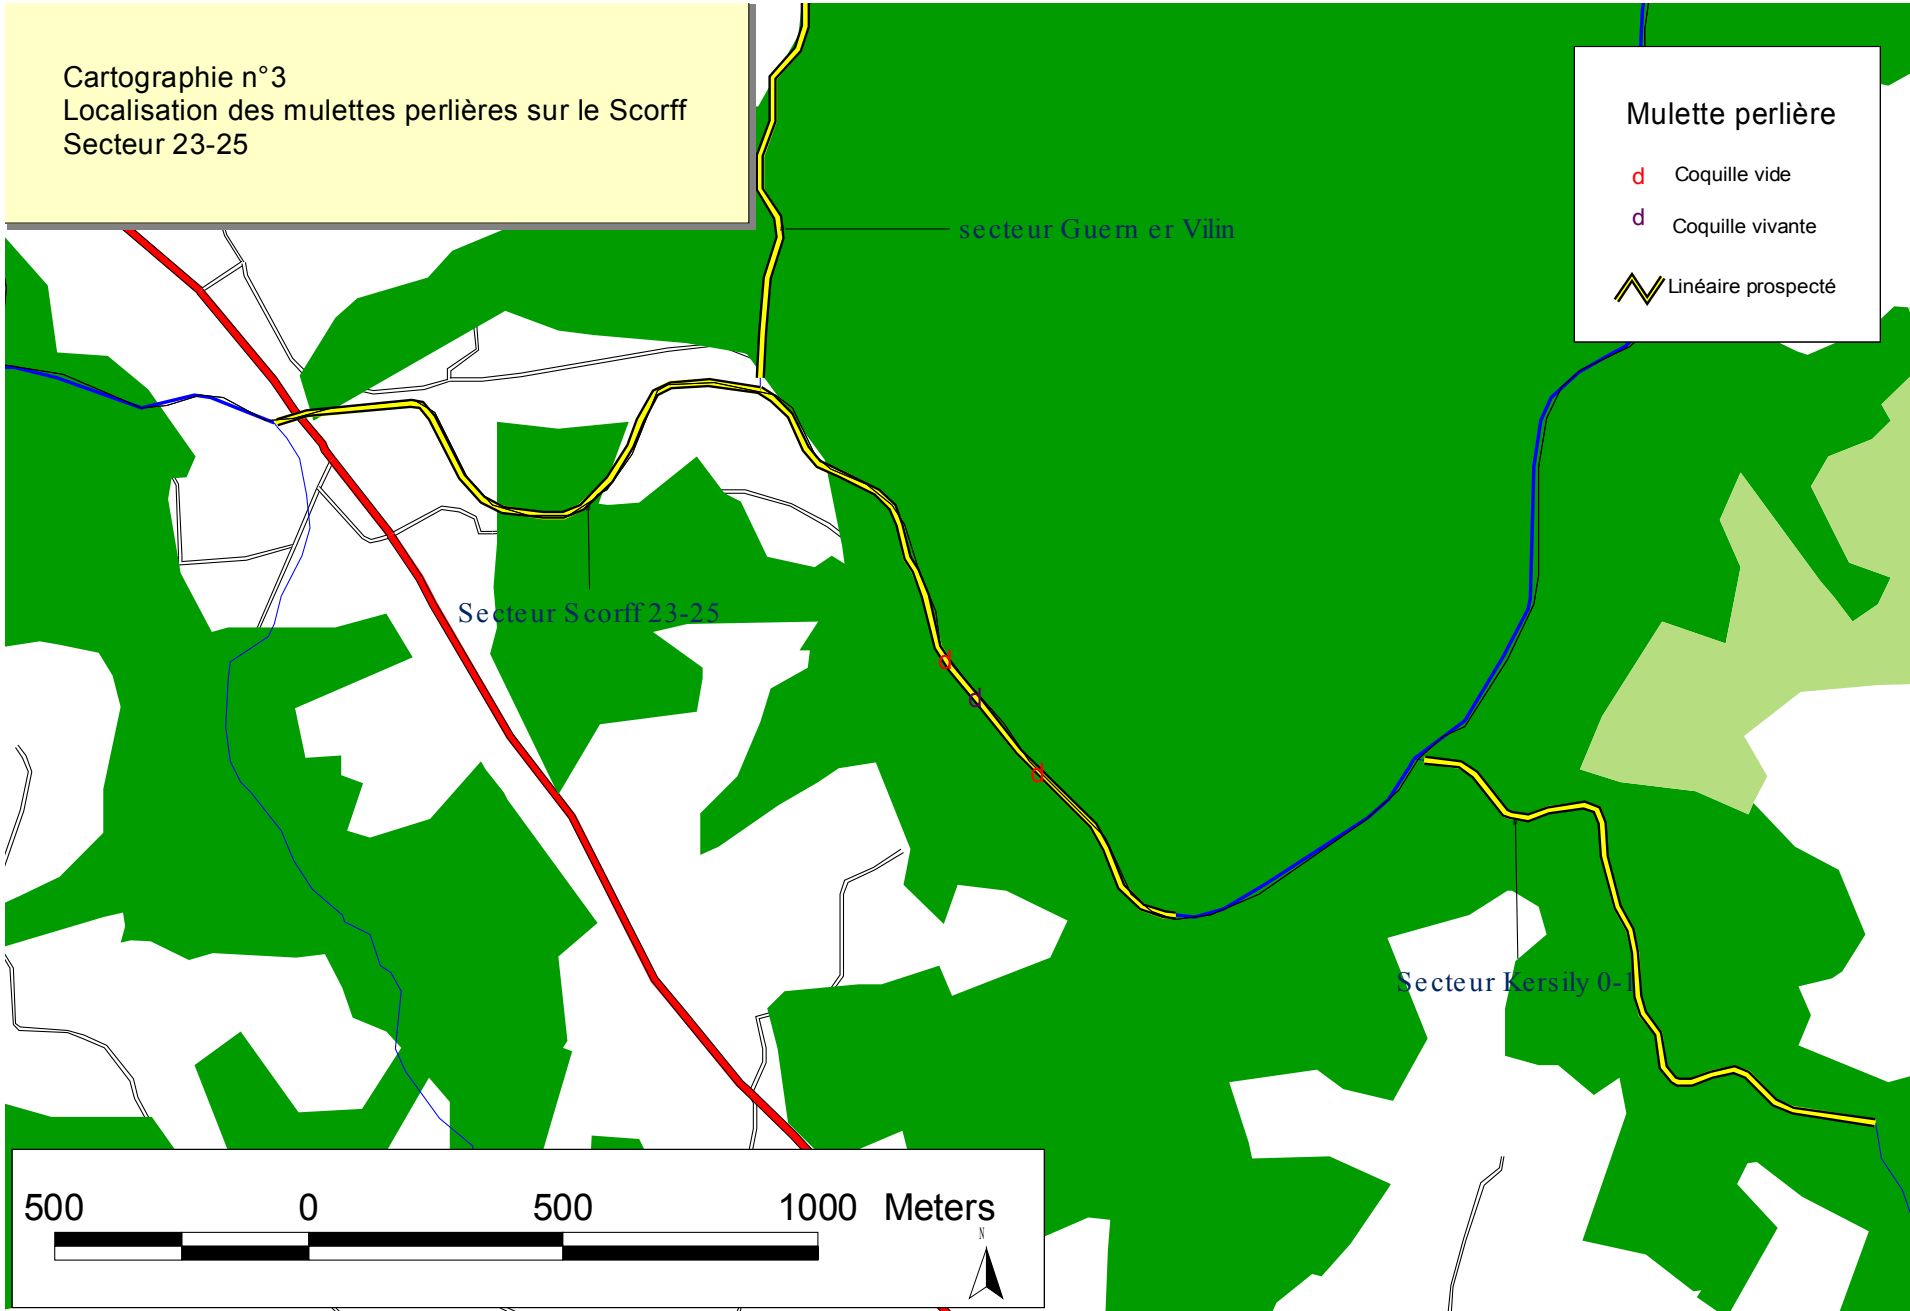 Cartographie n°3
Localisation des mulettes perlières sur le Scorff
Secteur 23-25
Mulette perlière
d Coquille vide
d Coquille vivante
Linéaire prospecté
secteur Guern er Vilin
Secteur Scorff 23-25
d
d
d
Secteur Kersily 0-1
500 0 500 1000 Meters
N